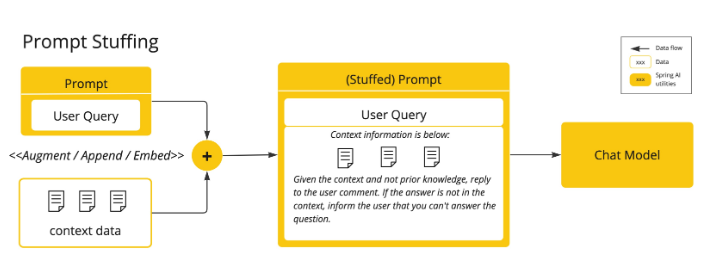 Prompt Stuffing
Data flow
xxx
Data
xxx
Spring AI
utilities
Prompt
User Query
<<Augment / Append / Embed>>
+
context data
(Stuffed) Prompt
User Query
Context information is below:
Given the context and not prior knowledge, reply
to the user comment. If the answer is not in the
context, inform the user that you can't answer the
question.
Chat Model